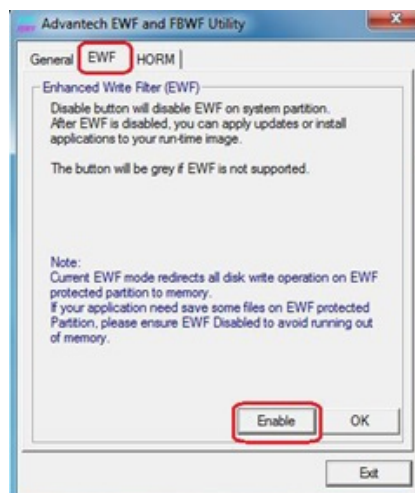 Advantech EWF and FBWF Utility
General EWF HORM
Enhanced Write Filter (EWF)
Disable button will disable EWF on system partition.
After EWF is disabled, you can apply updates or install
applications to your run-time image.
The button will be grey if EWF is not supported.
Note:
Current EWF mode redirects all disk write operation on EWF
protected partition to memory.
If your application need save some files on EWF protected
Partition, please ensure EWF Disabled to avoid running out
of memory.
Enable OK
Exit